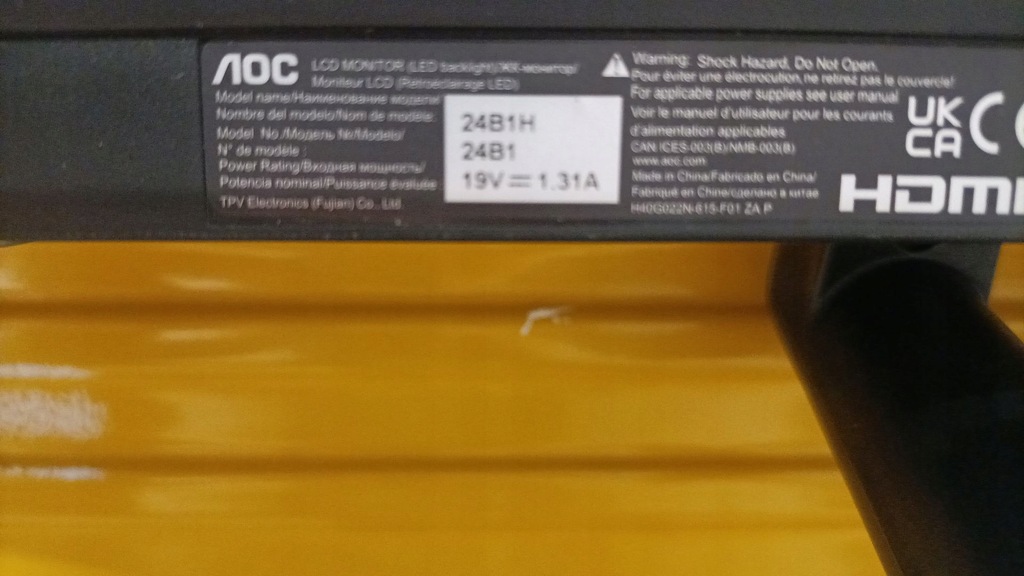 AOC
LCD MONITOR (LED backlight)/ЖК-монитор/
Moniteur LCD (Retroéclairage LED)
Model name/Наименование модели/
Nombre del modelo/Nom de modèle
Model No./Модель №/Modelo/
N° de modèle :
Power Rating/Входная мощность/
Potencia nominal/Puissance évaluée
TPV Electronics (Fujian) Co., Ltd.
24B1H
24B1
19V⎓1.31A
Warning: Shock Hazard, Do Not Open.
Pour éviter une électrocution, ne retirez pas le couvercle!
For applicable power supplies see user manual
Voir le manuel d'utilisateur pour les courants
d'alimentation applicables
CAN ICES-003(B)/NMB-003(B)
www.aoc.com
Made in China/Fabricado en China/
Fabriqué en Chine/сделано в китае
H40G022N-615-F01 ZA P
UK
CA
CE
HDMI